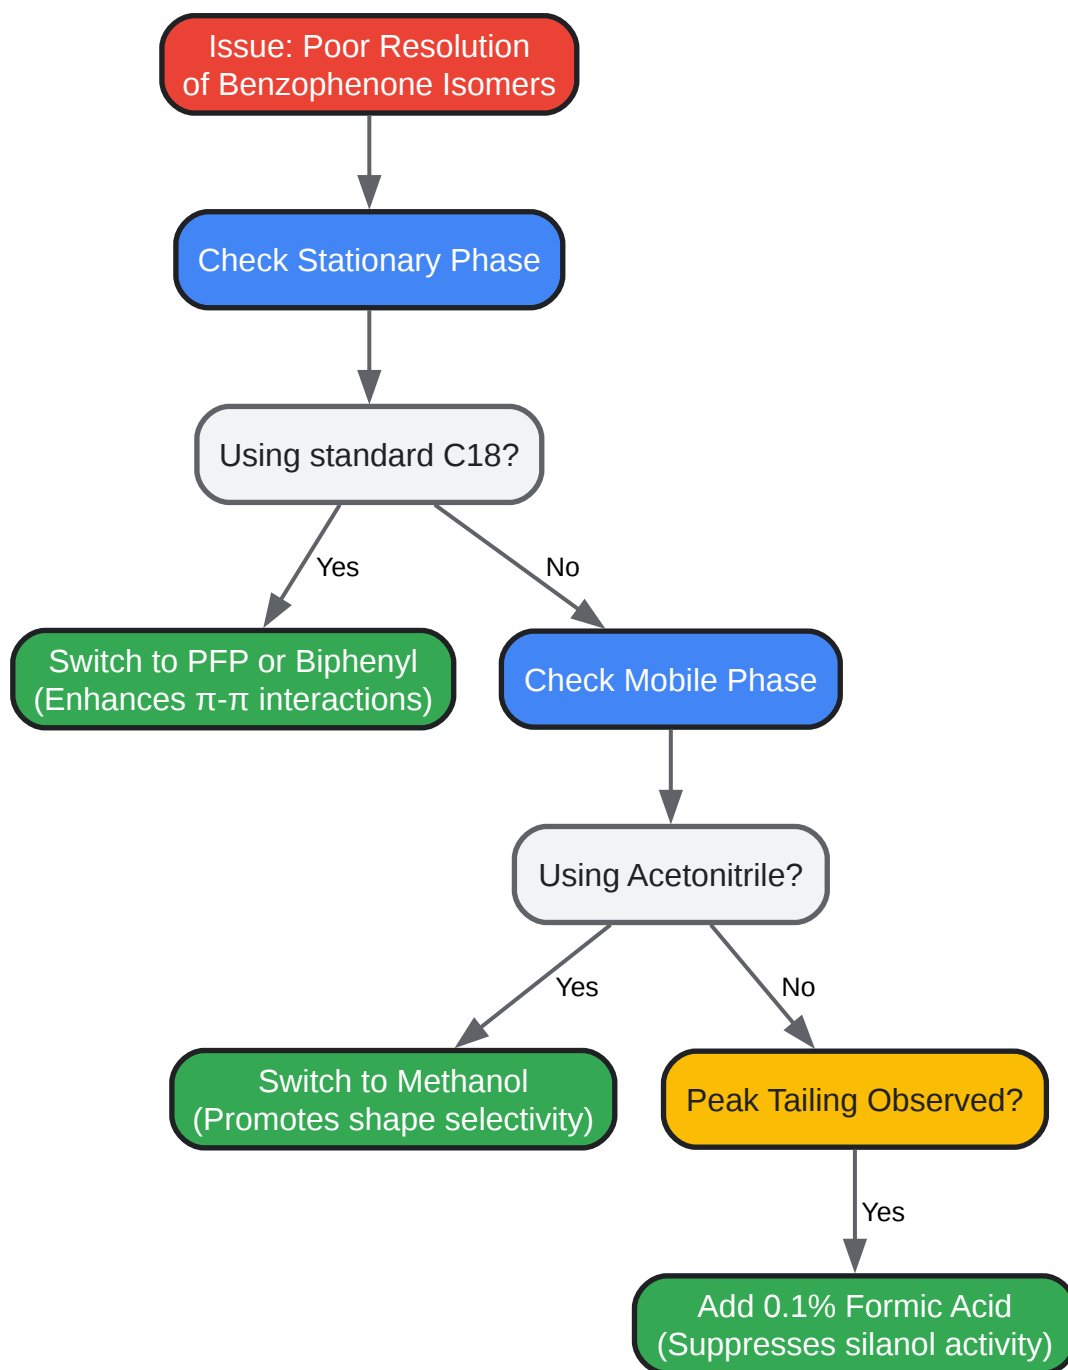 Issue: Poor Resolution
of Benzophenone Isomers
Check Stationary Phase
Using standard C18?
Yes
No
Switch to PFP or Biphenyl
(Enhances π-π interactions)
Check Mobile Phase
Using Acetonitrile?
Yes
No
Switch to Methanol
(Promotes shape selectivity)
Peak Tailing Observed?
Yes
Add 0.1% Formic Acid
(Suppresses silanol activity)